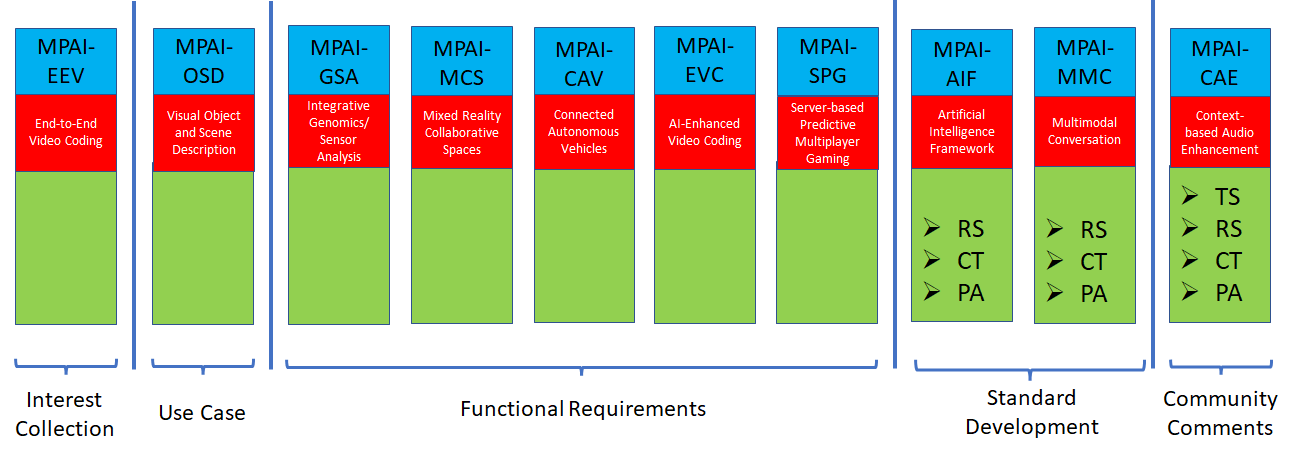 MPAI-
EEV
End-to-End
Video Coding
MPAI-
OSD
Visual Object
and Scene
Description
MPAI-
GSA
Integrative
Genomics/
Sensor
Analysis
MPAI-
MCS
Mixed Reality
Collaborative
Spaces
MPAI-
CAV
Connected
Autonomous
Vehicles
MPAI-
EVC
AI-Enhanced
Video Coding
MPAI-
SPG
Server-based
Predictive
Multiplayer
Gaming
MPAI-
AIF
Artificial
Intelligence
Framework
➢ RS
➢ CT
➢ PA
MPAI-
MMC
Multimodal
Conversation
➢ RS
➢ CT
➢ PA
MPAI-
CAE
Context-
based Audio
Enhancement
➢ TS
➢ RS
➢ CT
➢ PA
Interest
Collection
Use Case
Functional Requirements
Standard
Development
Community
Comments